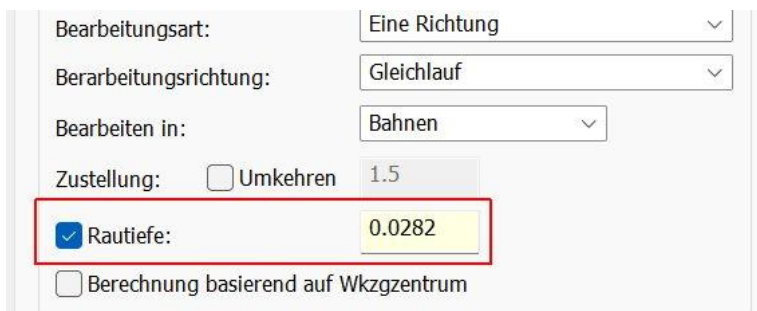 Bearbeitungsart: Eine Richtung
Berarbeitungsrichtung: Gleichlauf
Bearbeiten in: Bahnen
Zustellung: Umkehren 1.5
Rautiefe: 0.0282
Berechnung basierend auf Wkzgzentrum